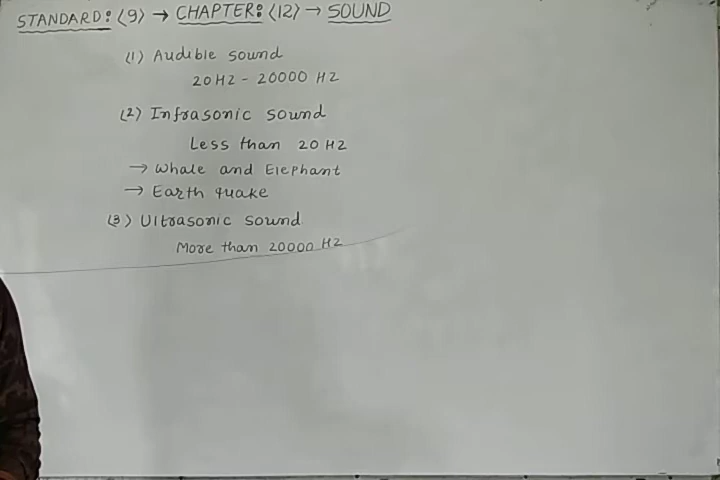 STANDARD: (9) → CHAPTER: (12) → SOUND
(1) Audible sound
20 HZ - 20000 HZ
(2) Infrasonic sound
Less than 20 HZ
→ Whale and Elephant
→ Earth quake
(3) Ultrasonic sound
More than 20000 HZ